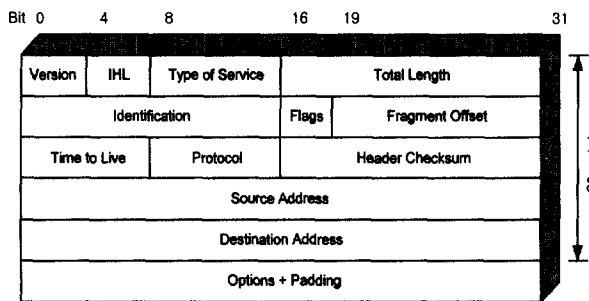 Bit 0 4 8 16 19 31
Version IHL Type of Service Total Length
Identification Flags Fragment Offset
Time to Live Protocol Header Checksum
Source Address
Destination Address
Options + Padding